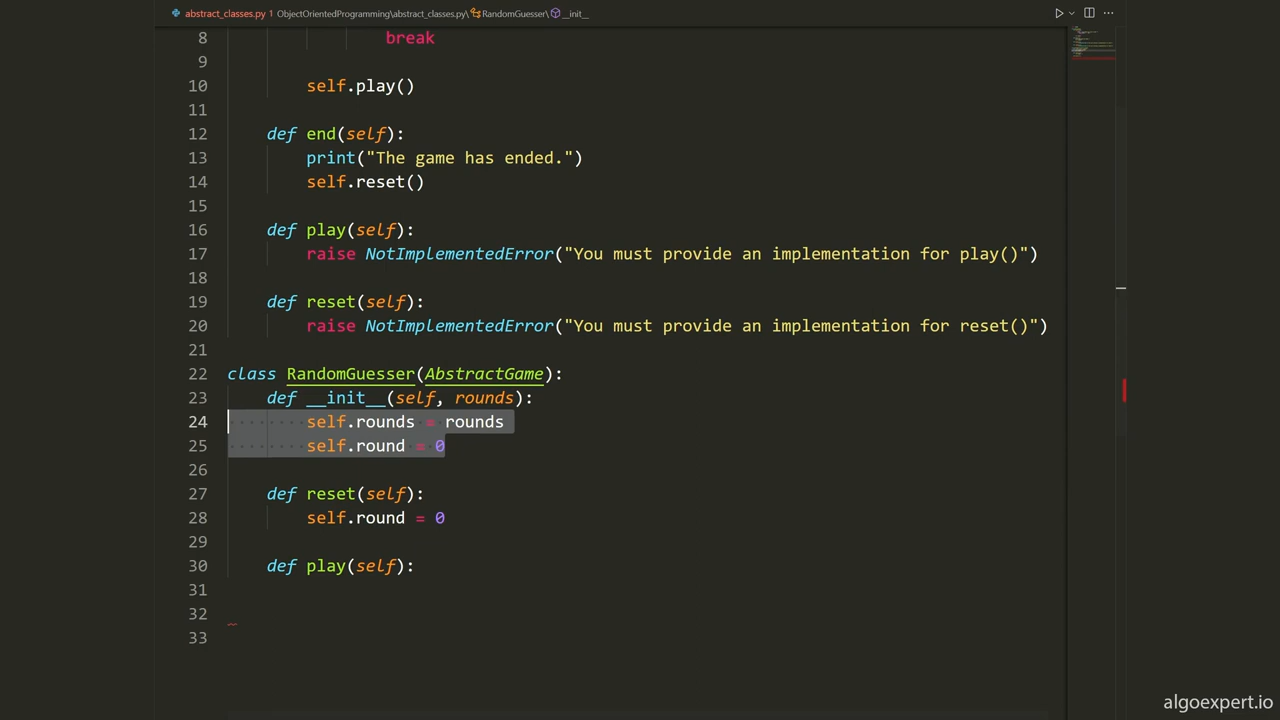 abstract_classes.py 1 ObjectOrientedProgramming\abstract_classes.py\RandomGuesser\__init__
8 break
9
10 self.play()
11
12 def end(self):
13 print("The game has ended.")
14 self.reset()
15
16 def play(self):
17 raise NotImplementedError("You must provide an implementation for play()")
18
19 def reset(self):
20 raise NotImplementedError("You must provide an implementation for reset()")
21
22 class RandomGuesser(AbstractGame):
23 def __init__(self, rounds):
24 self.rounds = rounds
25 self.round = 0
26
27 def reset(self):
28 self.round = 0
29
30 def play(self):
31
32
33
algoexpert.io